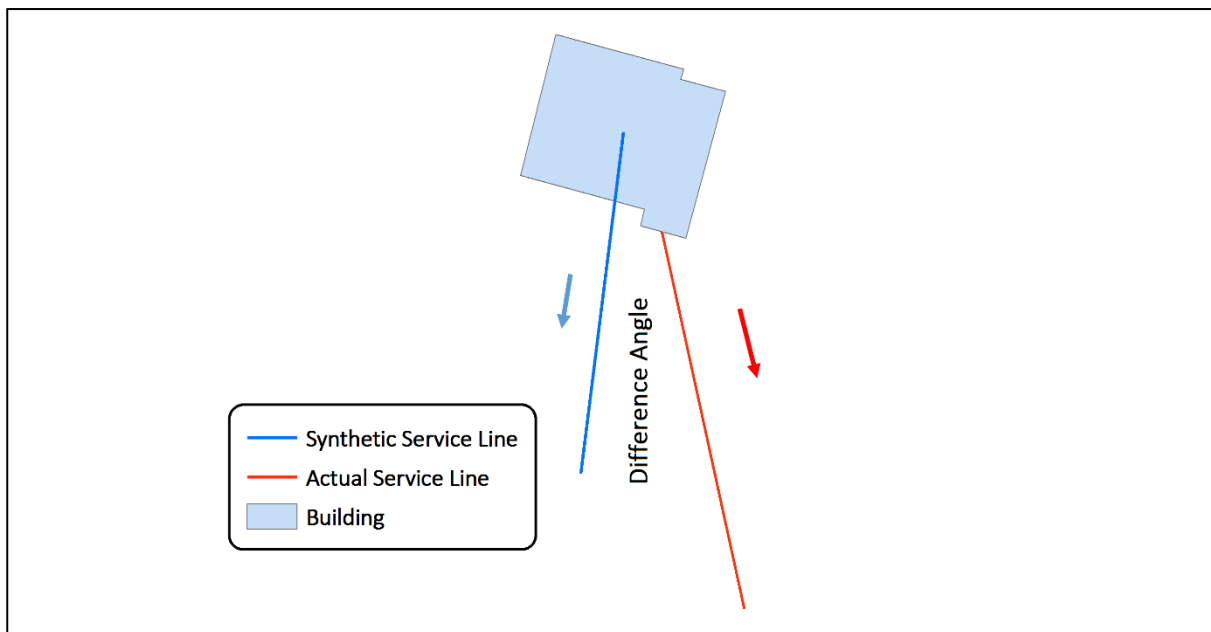 Difference Angle
Synthetic Service Line
Actual Service Line
Building